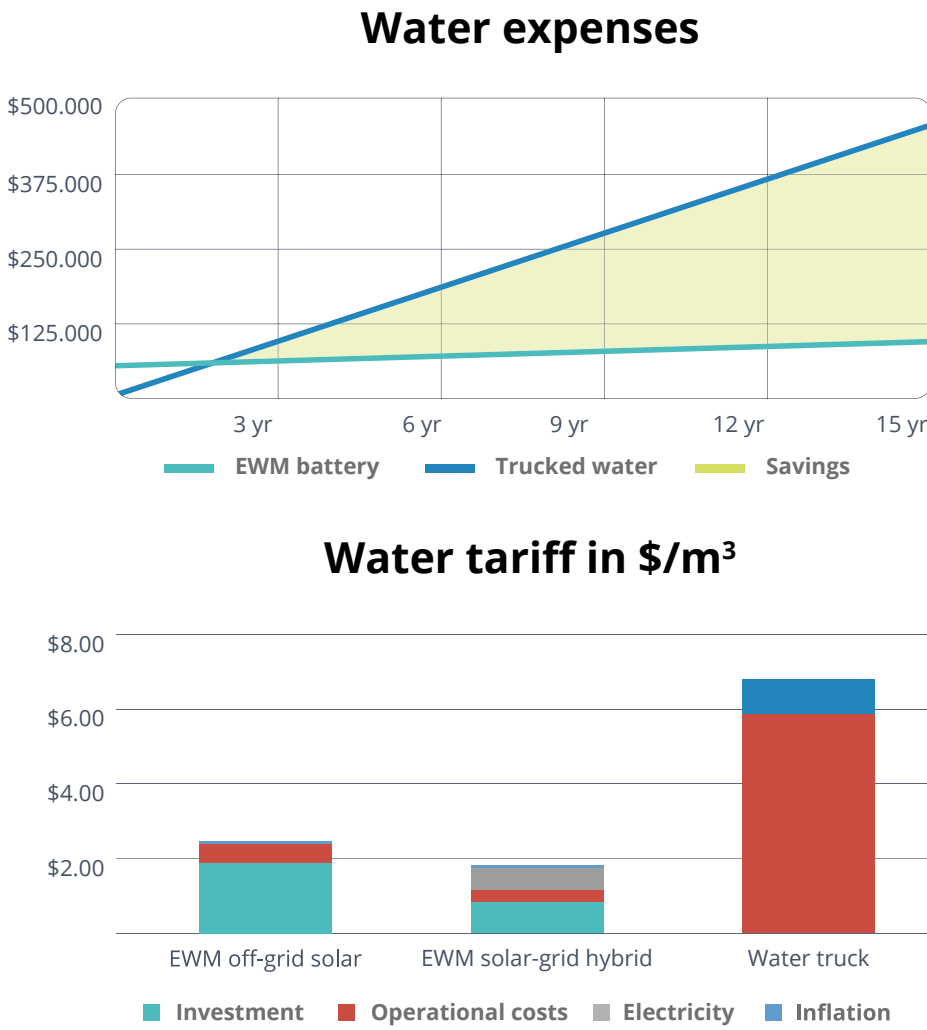 Water expenses
$500.000
$375.000
$250.000
$125.000
3 yr 6 yr 9 yr 12 yr 15 yr
EWM battery Trucked water Savings
Water tariff in $/m³
$8.00
$6.00
$4.00
$2.00
EWM off-grid solar EWM solar-grid hybrid Water truck
Investment Operational costs Electricity Inflation